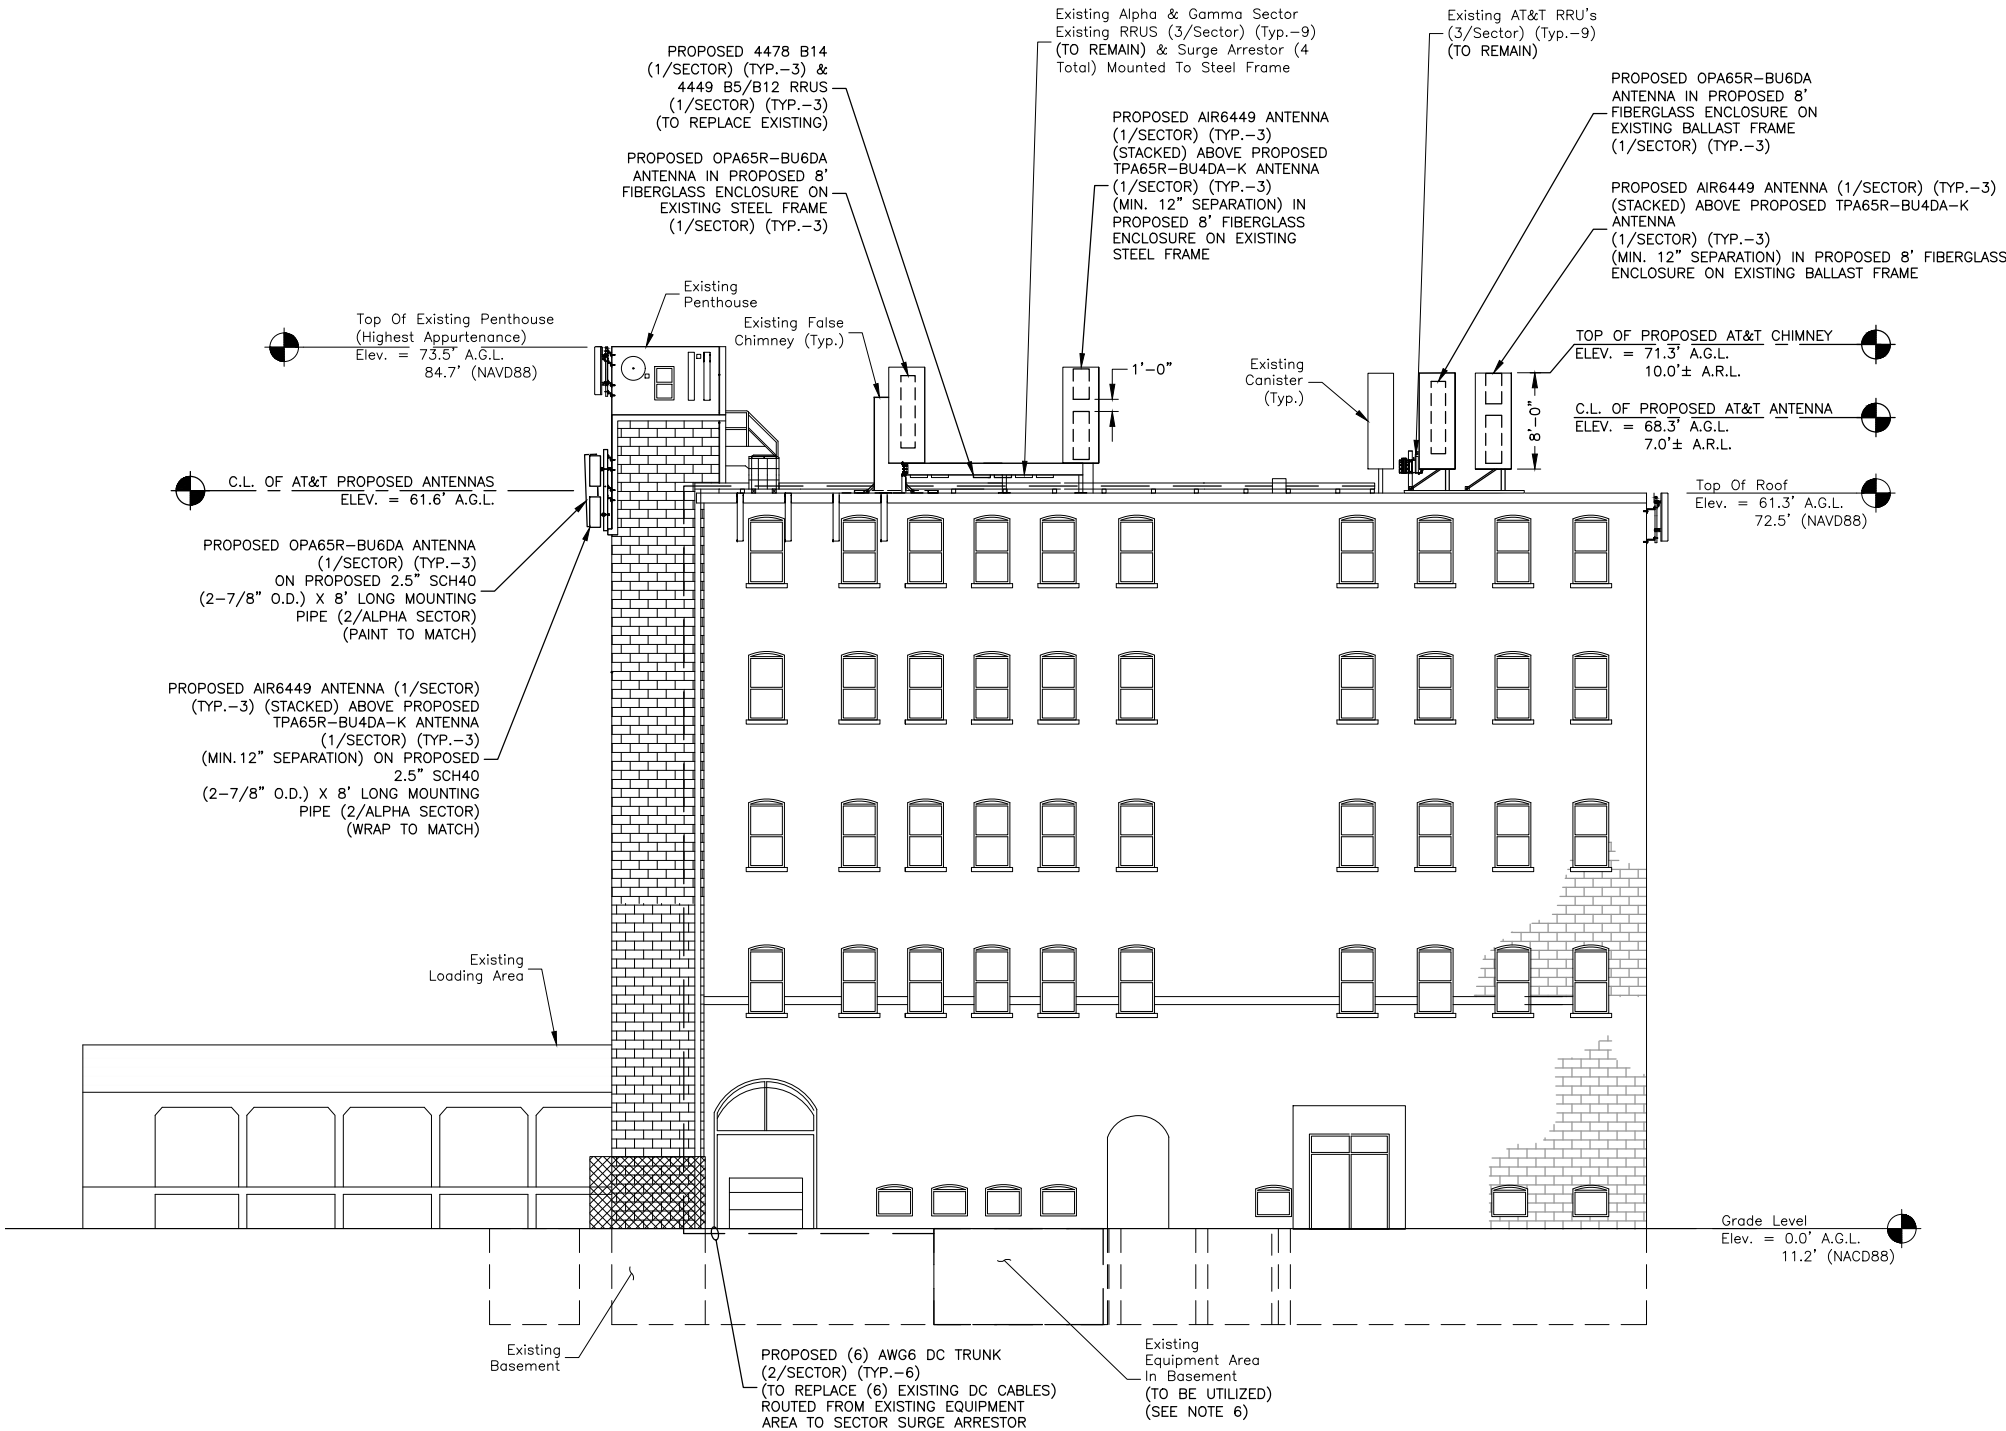 Existing Alpha & Gamma Sector
Existing RRUS (3/Sector) (Typ.-9)
(TO REMAIN) & Surge Arrestor (4
Total) Mounted To Steel Frame
Existing AT&T RRU's
(3/Sector) (Typ.-9)
(TO REMAIN)
PROPOSED 4478 B14
(1/SECTOR) (TYP.-3) &
4449 B5/B12 RRUS
(1/SECTOR) (TYP.-3)
(TO REPLACE EXISTING)
PROPOSED OPA65R-BU6DA
ANTENNA IN PROPOSED 8'
FIBERGLASS ENCLOSURE ON
EXISTING BALLAST FRAME
(1/SECTOR) (TYP.-3)
PROPOSED AIR6449 ANTENNA
(1/SECTOR) (TYP.-3)
(STACKED) ABOVE PROPOSED
TPA65R-BU4DA-K ANTENNA
(1/SECTOR) (TYP.-3)
(MIN. 12" SEPARATION) IN
PROPOSED 8' FIBERGLASS
ENCLOSURE ON EXISTING
STEEL FRAME
PROPOSED OPA65R-BU6DA
ANTENNA IN PROPOSED 8'
FIBERGLASS ENCLOSURE ON
EXISTING STEEL FRAME
(1/SECTOR) (TYP.-3)
PROPOSED AIR6449 ANTENNA (1/SECTOR) (TYP.-3)
(STACKED) ABOVE PROPOSED TPA65R-BU4DA-K
ANTENNA
(1/SECTOR) (TYP.-3)
(MIN. 12" SEPARATION) IN PROPOSED 8' FIBERGLASS
ENCLOSURE ON EXISTING BALLAST FRAME
Existing
Penthouse
Top Of Existing Penthouse
(Highest Appurtenance)
Elev. = 73.5' A.G.L.
84.7' (NAVD88)
Existing False
Chimney (Typ.)
1'-0"
Existing
Canister
(Typ.)
8'-0"
TOP OF PROPOSED AT&T CHIMNEY
ELEV. = 71.3' A.G.L.
10.0'± A.R.L.
C.L. OF PROPOSED AT&T ANTENNA
ELEV. = 68.3' A.G.L.
7.0'± A.R.L.
C.L. OF AT&T PROPOSED ANTENNAS
ELEV. = 61.6' A.G.L.
Top Of Roof
Elev. = 61.3' A.G.L.
72.5' (NAVD88)
PROPOSED OPA65R-BU6DA ANTENNA
(1/SECTOR) (TYP.-3)
ON PROPOSED 2.5" SCH40
(2-7/8" O.D.) X 8' LONG MOUNTING
PIPE (2/ALPHA SECTOR)
(PAINT TO MATCH)
PROPOSED AIR6449 ANTENNA (1/SECTOR)
(TYP.-3) (STACKED) ABOVE PROPOSED
TPA65R-BU4DA-K ANTENNA
(1/SECTOR) (TYP.-3)
(MIN.12" SEPARATION) ON PROPOSED
2.5" SCH40
(2-7/8" O.D.) X 8' LONG MOUNTING
PIPE (2/ALPHA SECTOR)
(WRAP TO MATCH)
Existing
Loading Area
Grade Level
Elev. = 0.0' A.G.L.
11.2' (NACD88)
Existing
Basement
PROPOSED (6) AWG6 DC TRUNK
(2/SECTOR) (TYP.-6)
(TO REPLACE (6) EXISTING DC CABLES)
ROUTED FROM EXISTING EQUIPMENT
AREA TO SECTOR SURGE ARRESTOR
Existing
Equipment Area
In Basement
(TO BE UTILIZED)
(SEE NOTE 6)